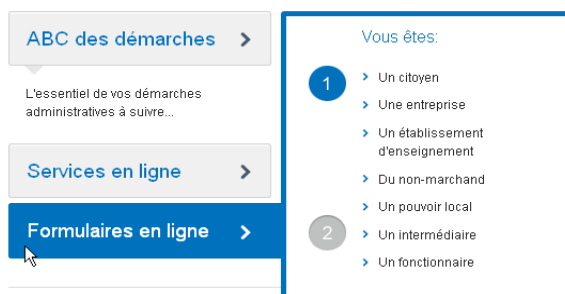 ABC des démarches
L'essentiel de vos démarches
administratives à suivre...
Services en ligne
Formulaires en ligne
Vous êtes:
1
Un citoyen
Une entreprise
Un établissement
d'enseignement
Du non-marchand
Un pouvoir local
2
Un intermédiaire
Un fonctionnaire